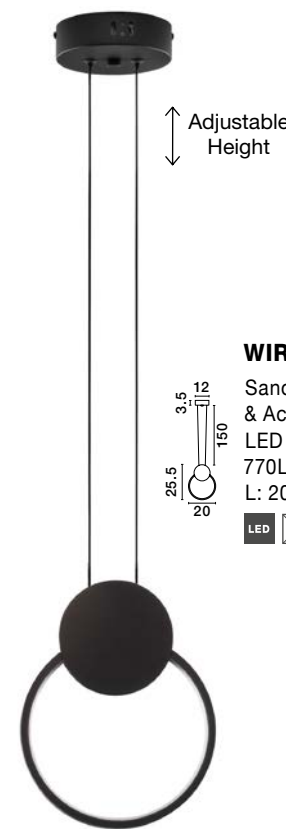 Adjustable
Height
WIR
12
3.5
150
25.5
20
Sand
& Ac
LED
770L
L: 20
LED